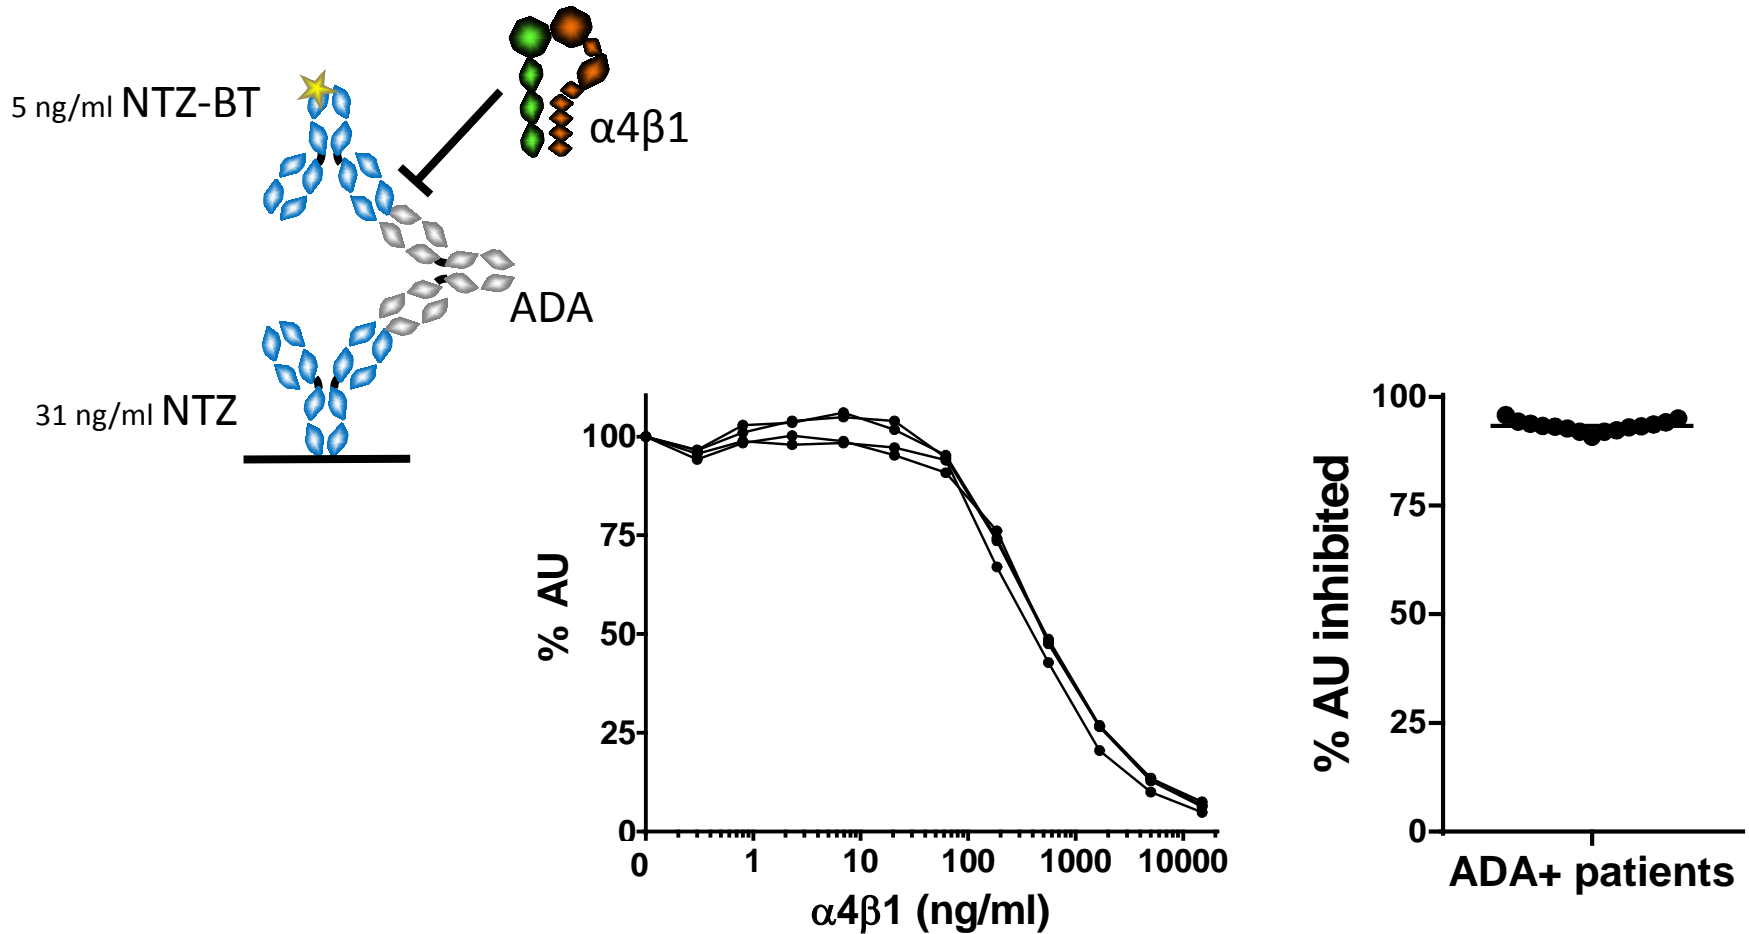 5 ng/ml NTZ-BT
α4β1
ADA
31 ng/ml NTZ
% AU
100
75
50
25
0
0 1 10 100 1000 10000
α4β1 (ng/ml)
% AU inhibited
100
75
50
25
0
ADA+ patients